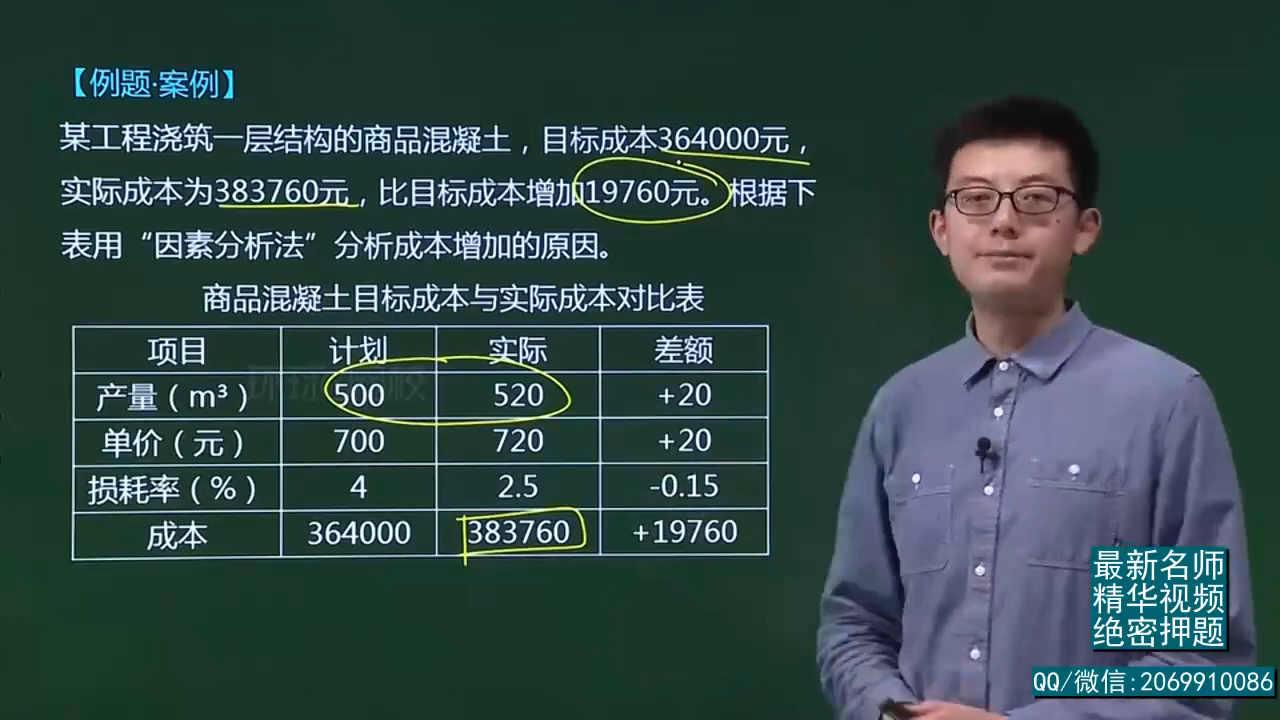 【例题·案例】
某工程浇筑一层结构的商品混凝土，目标成本364000元，
实际成本为383760元，比目标成本增加19760元。根据下
表用“因素分析法”分析成本增加的原因。
商品混凝土目标成本与实际成本对比表
项目 计划 实际 差额
产量（m³） 500 520 +20
单价（元） 700 720 +20
损耗率（%） 4 2.5 -0.15
成本 364000 383760 +19760
最新名师
精华视频
绝密押题
QQ/微信:2069910086